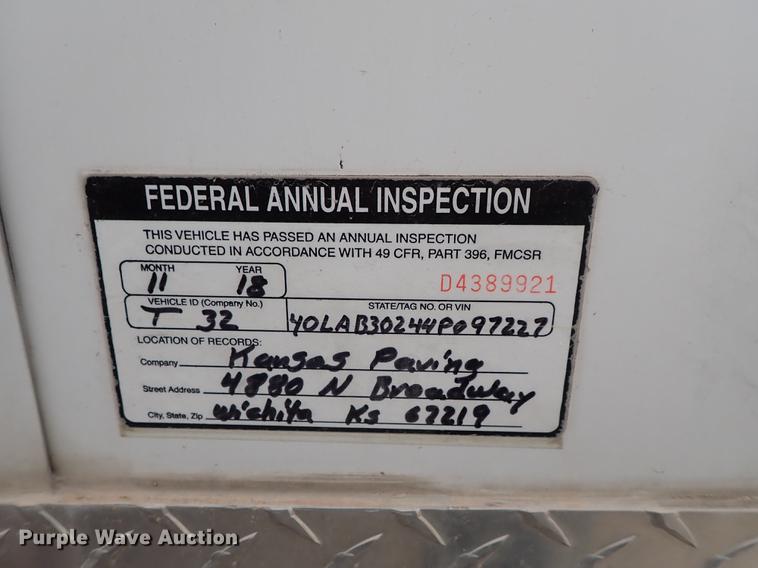 FEDERAL ANNUAL INSPECTION
THIS VEHICLE HAS PASSED AN ANNUAL INSPECTION
CONDUCTED IN ACCORDANCE WITH 49 CFR, PART 396, FMCSR
MONTH YEAR
11 18 D4389921
VEHICLE ID (Company No.) STATE/TAG NO. OR VIN
T 32 40LAB30244P097227
LOCATION OF RECORDS:
Company Kansas Paving
Street Address 4880 N Broadway
City, State, Zip Wichita Ks 67219
Purple Wave Auction